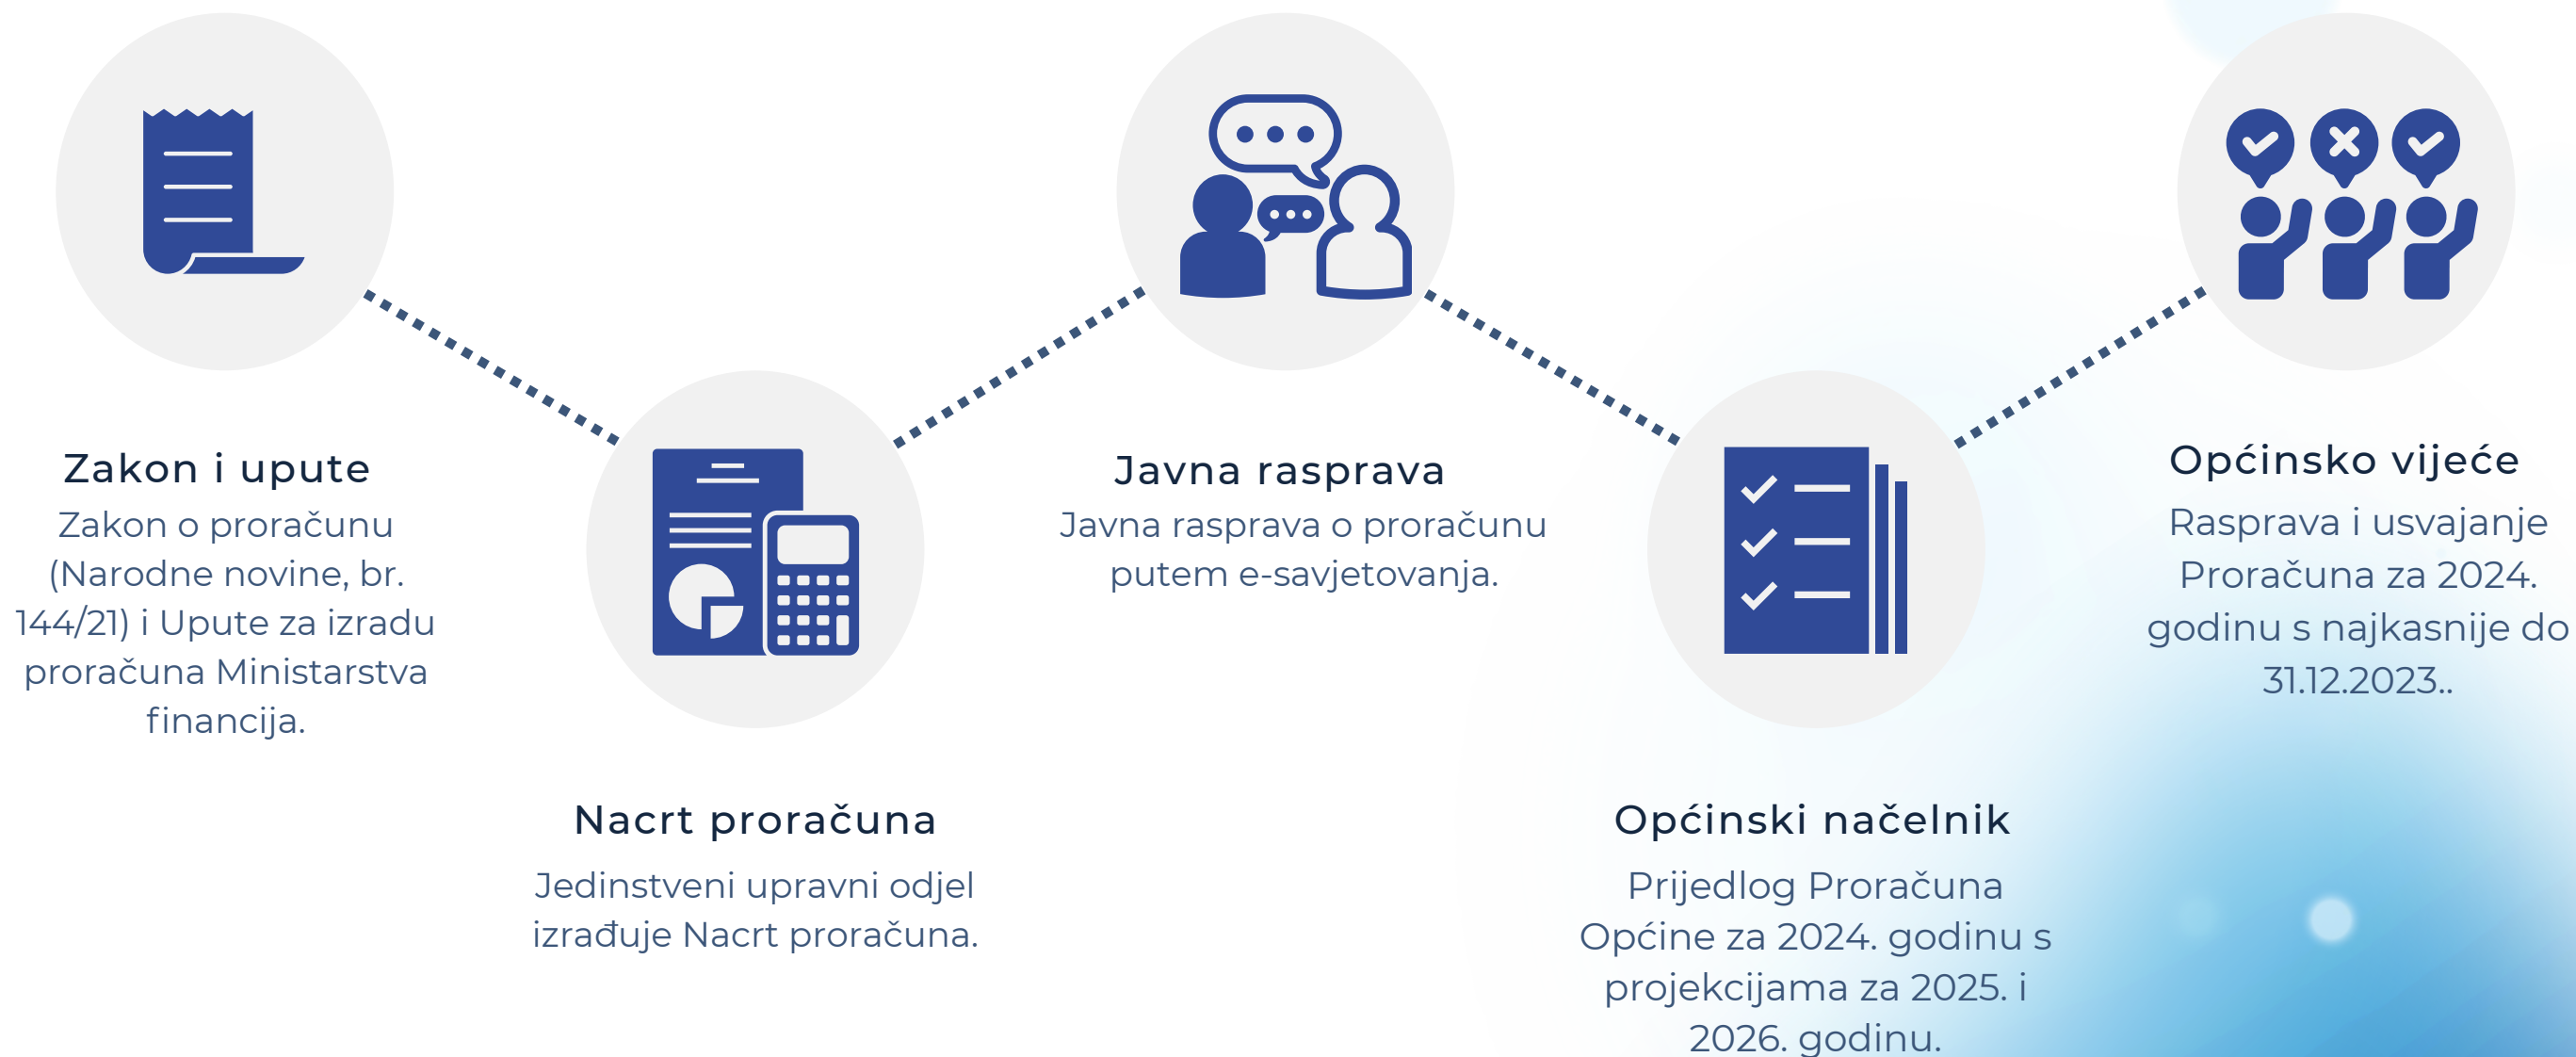 Zakon i upute
Zakon o proračunu
(Narodne novine, br.
144/21) i Upute za izradu
proračuna Ministarstva
financija.
Nacrt proračuna
Jedinstveni upravni odjel
izrađuje Nacrt proračuna.
Javna rasprava
Javna rasprava o proračunu
putem e-savjetovanja.
Općinski načelnik
Prijedlog Proračuna
Općine za 2024. godinu s
projekcijama za 2025. i
2026. godinu.
Općinsko vijeće
Rasprava i usvajanje
Proračuna za 2024.
godinu s najkasnije do
31.12.2023..